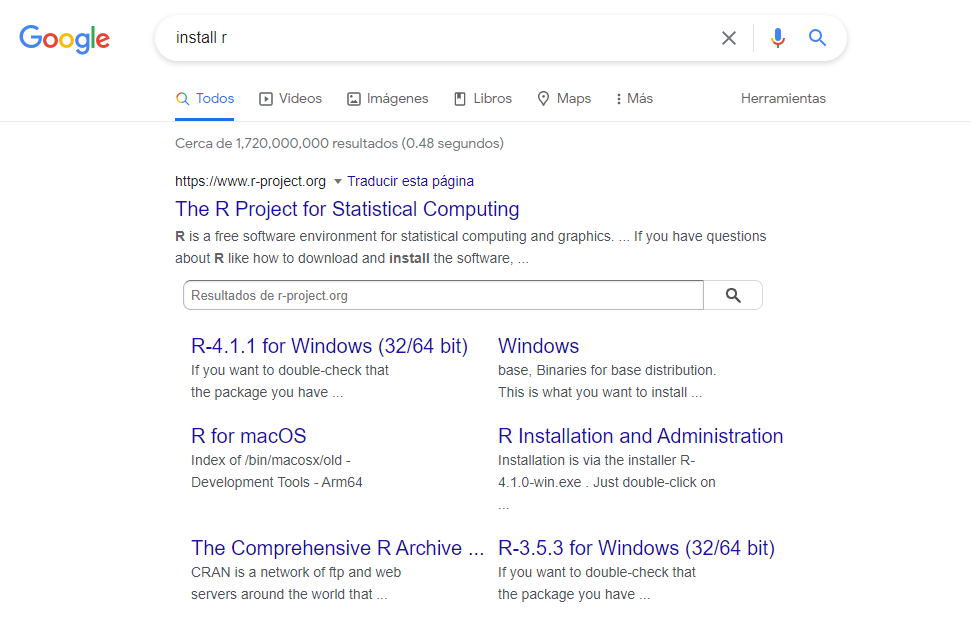 Google
install r
Todos
Videos
Imágenes
Libros
Maps
Más
Herramientas
Cerca de 1,720,000,000 resultados (0.48 segundos)
https://www.r-project.org Traducir esta página
The R Project for Statistical Computing
R is a free software environment for statistical computing and graphics. ... If you have questions
about R like how to download and install the software, ...
Resultados de r-project.org
R-4.1.1 for Windows (32/64 bit)
If you want to double-check that
the package you have ...
Windows
base, Binaries for base distribution.
This is what you want to install ...
R for macOS
Index of /bin/macosx/old -
Development Tools - Arm64
R Installation and Administration
Installation is via the installer R-
4.1.0-win.exe . Just double-click on
...
The Comprehensive R Archive ...
CRAN is a network of ftp and web
servers around the world that ...
R-3.5.3 for Windows (32/64 bit)
If you want to double-check that
the package you have ...